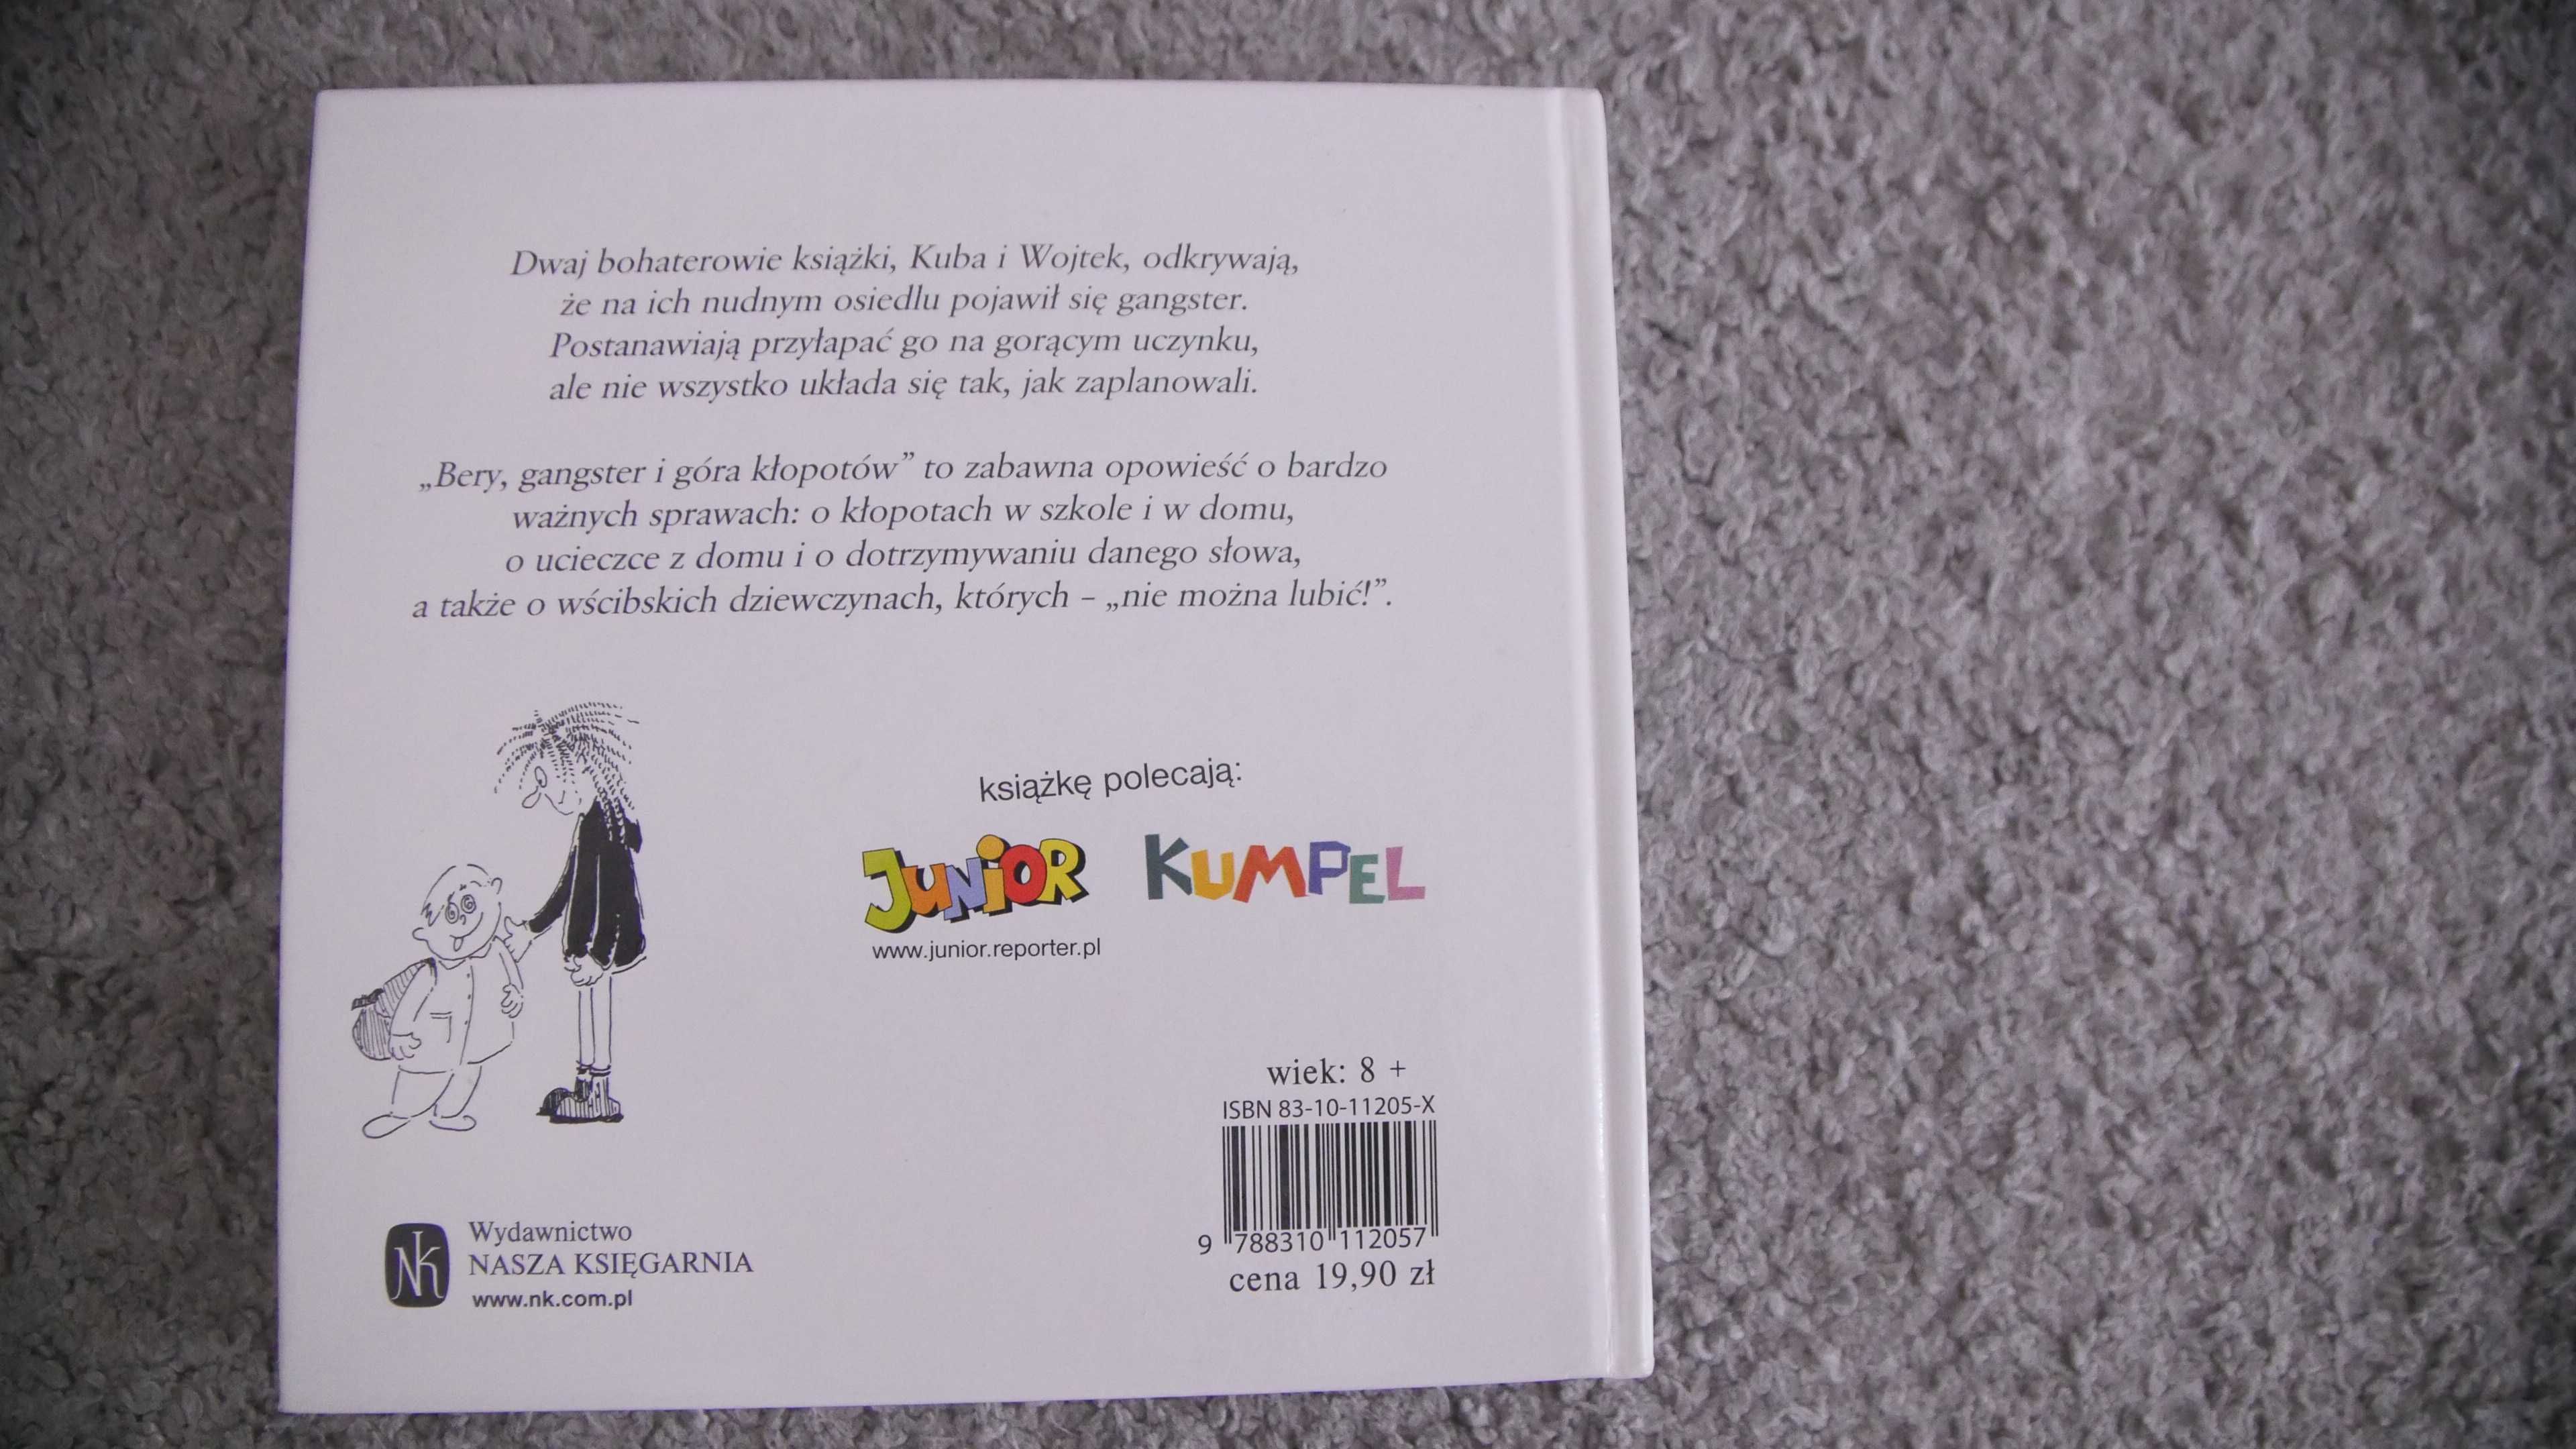 Dwaj bohaterowie książki, Kuba i Wojtek, odkrywają,
że na ich nudnym osiedlu pojawił się gangster.
Postanawiają przyłapać go na gorącym uczynku,
ale nie wszystko układa się tak, jak zaplanowali.
„Bery, gangster i góra kłopotów” to zabawna opowieść o bardzo
ważnych sprawach: o kłopotach w szkole i w domu,
o ucieczce z domu i o dotrzymywaniu danego słowa,
a także o wścibskich dziewczynach, których – „nie można lubić!”.
książkę polecają:
JUNiOR KUMPEL
www.junior.reporter.pl
wiek: 8 +
ISBN 83-10-11205-X
9 788310 112057
cena 19,90 zł
NK
Wydawnictwo
NASZA KSIĘGARNIA
www.nk.com.pl